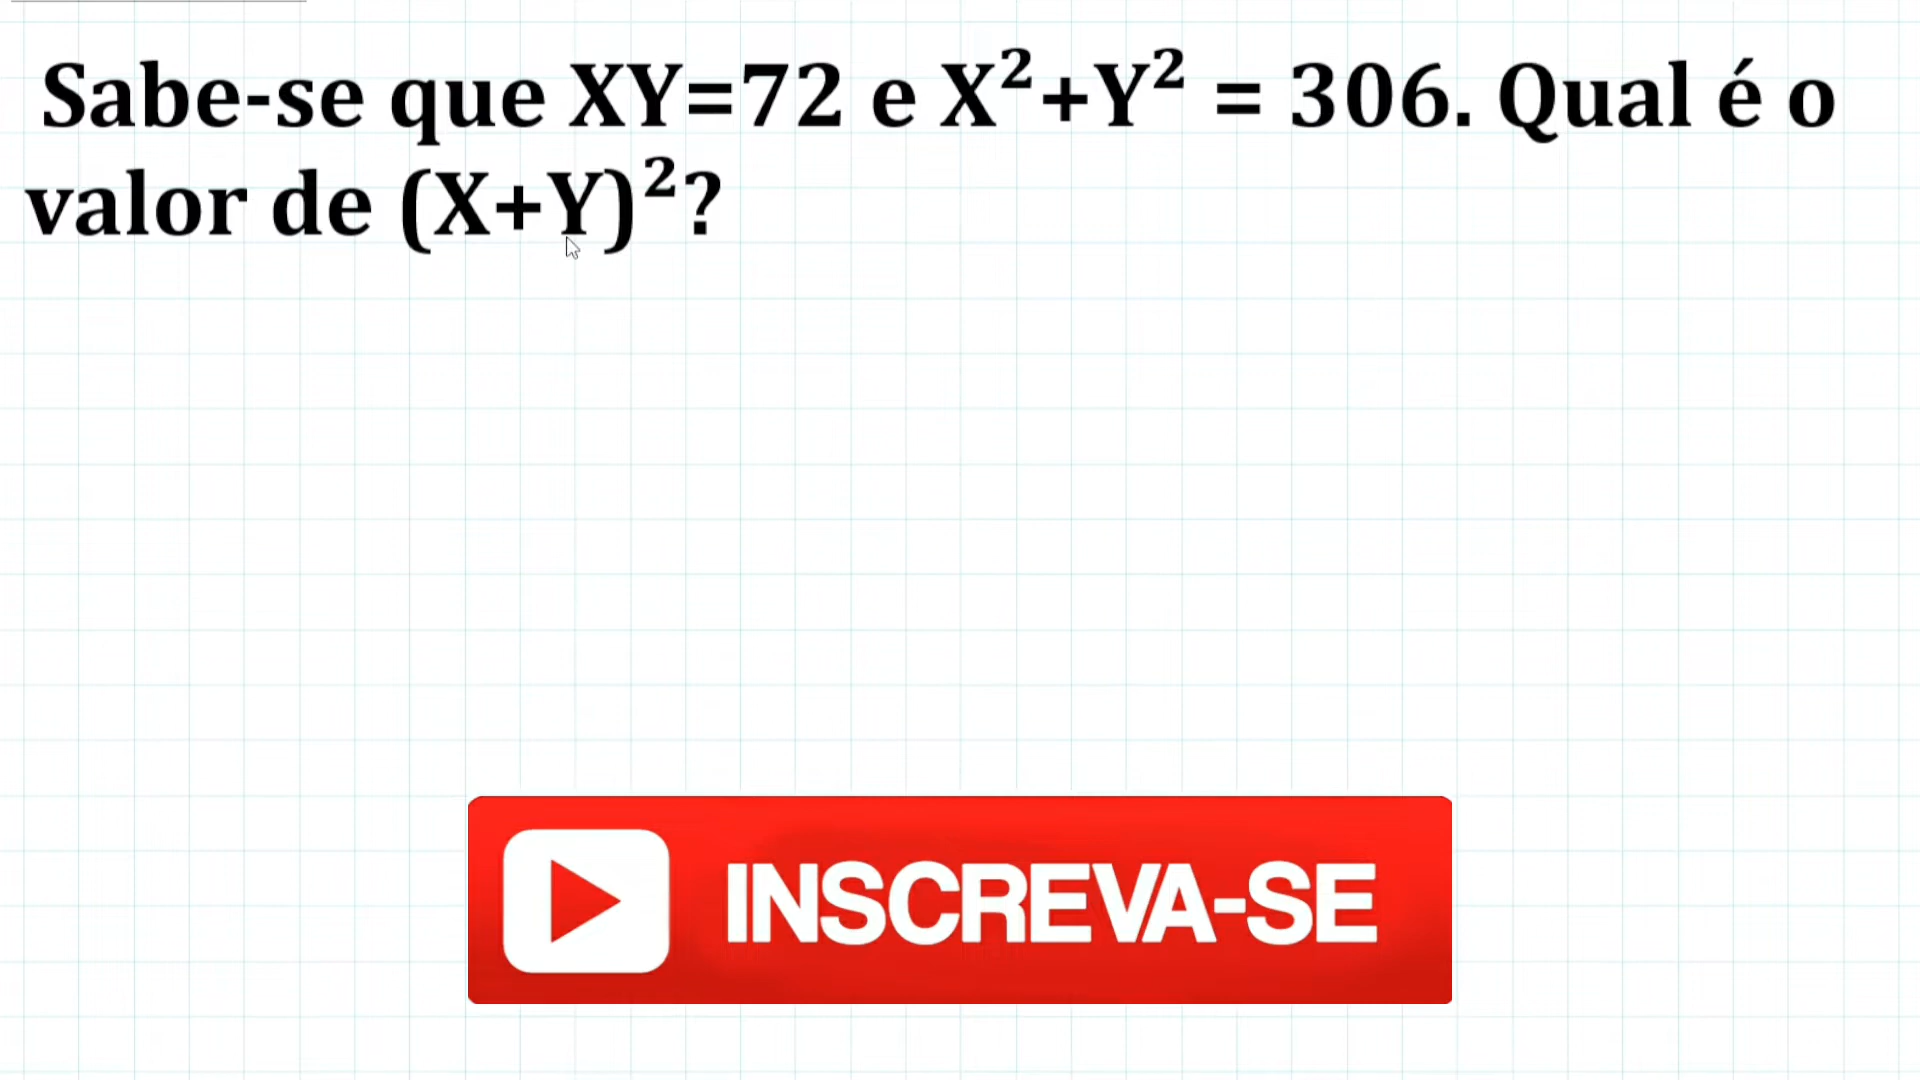 Sabe-se que XY=72 e X²+Y² = 306. Qual é o
valor de (X+Y)²?
INSCREVA-SE